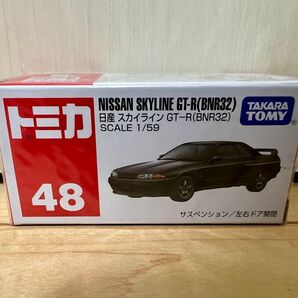 トミカ
48
NISSAN SKYLINE GT-R(BNR32)
日産 スカイライン GT-R(BNR32)
SCALE 1/59
TAKARA
TOMY
サスペンション/左右ドア開閉